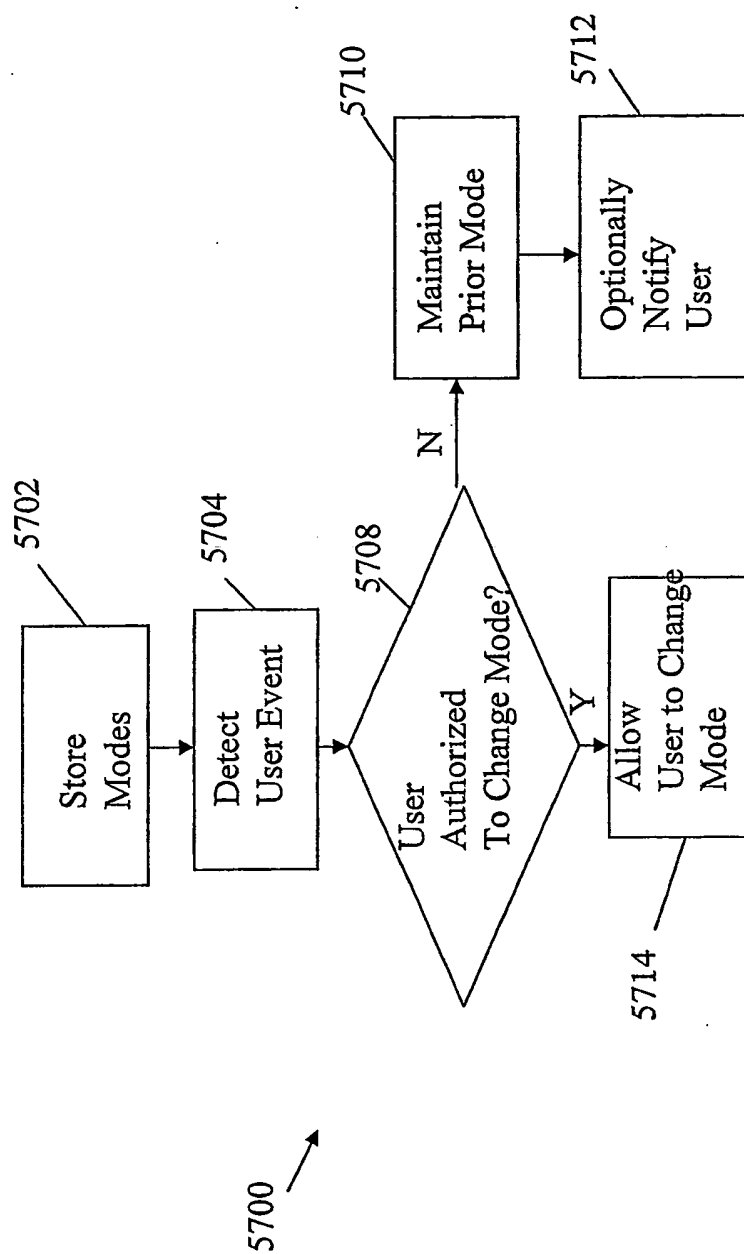 5700
5702
Store
Modes
5704
Detect
User Event
5708
User
Authorized
To Change Mode?
N
5710
Maintain
Prior Mode
5712
Optionally
Notify
User
Y
5714
Allow
User to Change
Mode